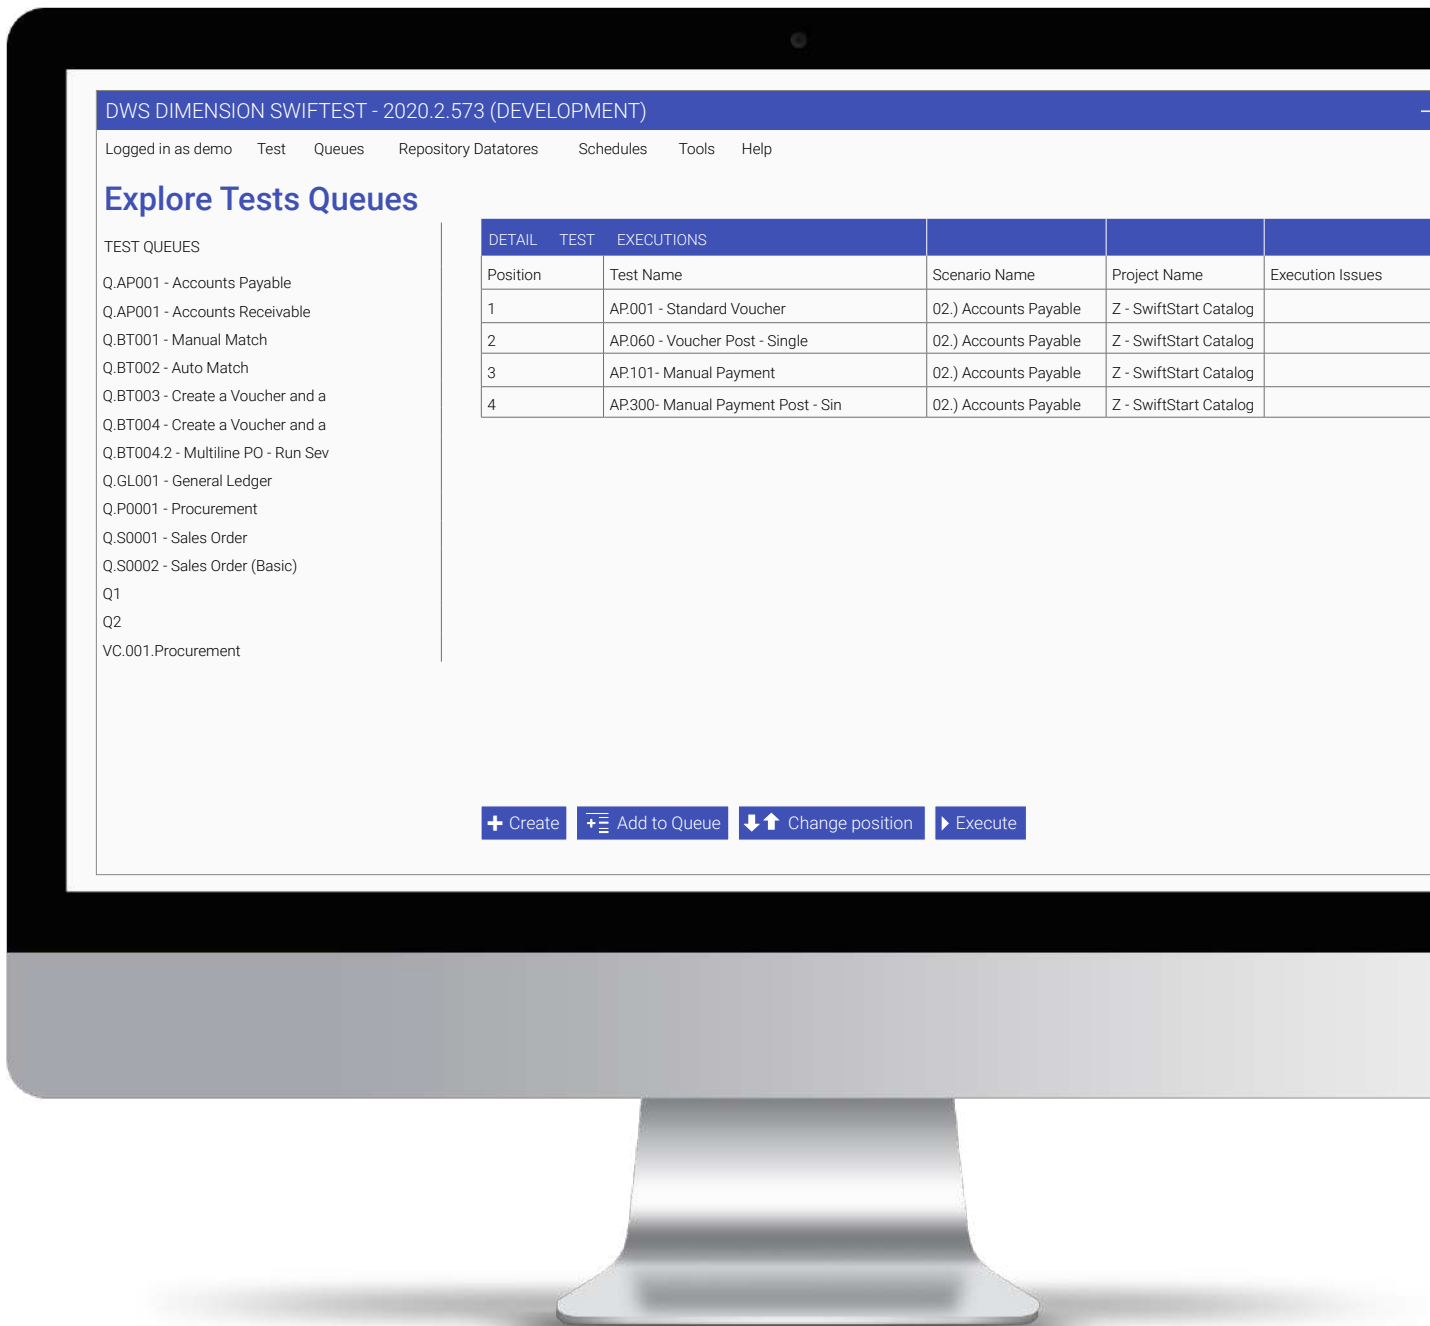 DWS DIMENSION SWIFTEST - 2020.2.573 (DEVELOPMENT)
Logged in as demo Test Queues Repository Datatores Schedules Tools Help
Explore Tests Queues
TEST QUEUES
Q.AP001 - Accounts Payable
Q.AP001 - Accounts Receivable
Q.BT001 - Manual Match
Q.BT002 - Auto Match
Q.BT003 - Create a Voucher and a
Q.BT004 - Create a Voucher and a
Q.BT004.2 - Multiline PO - Run Sev
Q.GL001 - General Ledger
Q.P0001 - Procurement
Q.S0001 - Sales Order
Q.S0002 - Sales Order (Basic)
Q1
Q2
VC.001.Procurement
DETAIL TEST EXECUTIONS
Position Test Name Scenario Name Project Name Execution Issues
1 AP.001 - Standard Voucher 02.) Accounts Payable Z - SwiftStart Catalog
2 AP.060 - Voucher Post - Single 02.) Accounts Payable Z - SwiftStart Catalog
3 AP.101- Manual Payment 02.) Accounts Payable Z - SwiftStart Catalog
4 AP.300- Manual Payment Post - Sin 02.) Accounts Payable Z - SwiftStart Catalog
Create Add to Queue Change position Execute